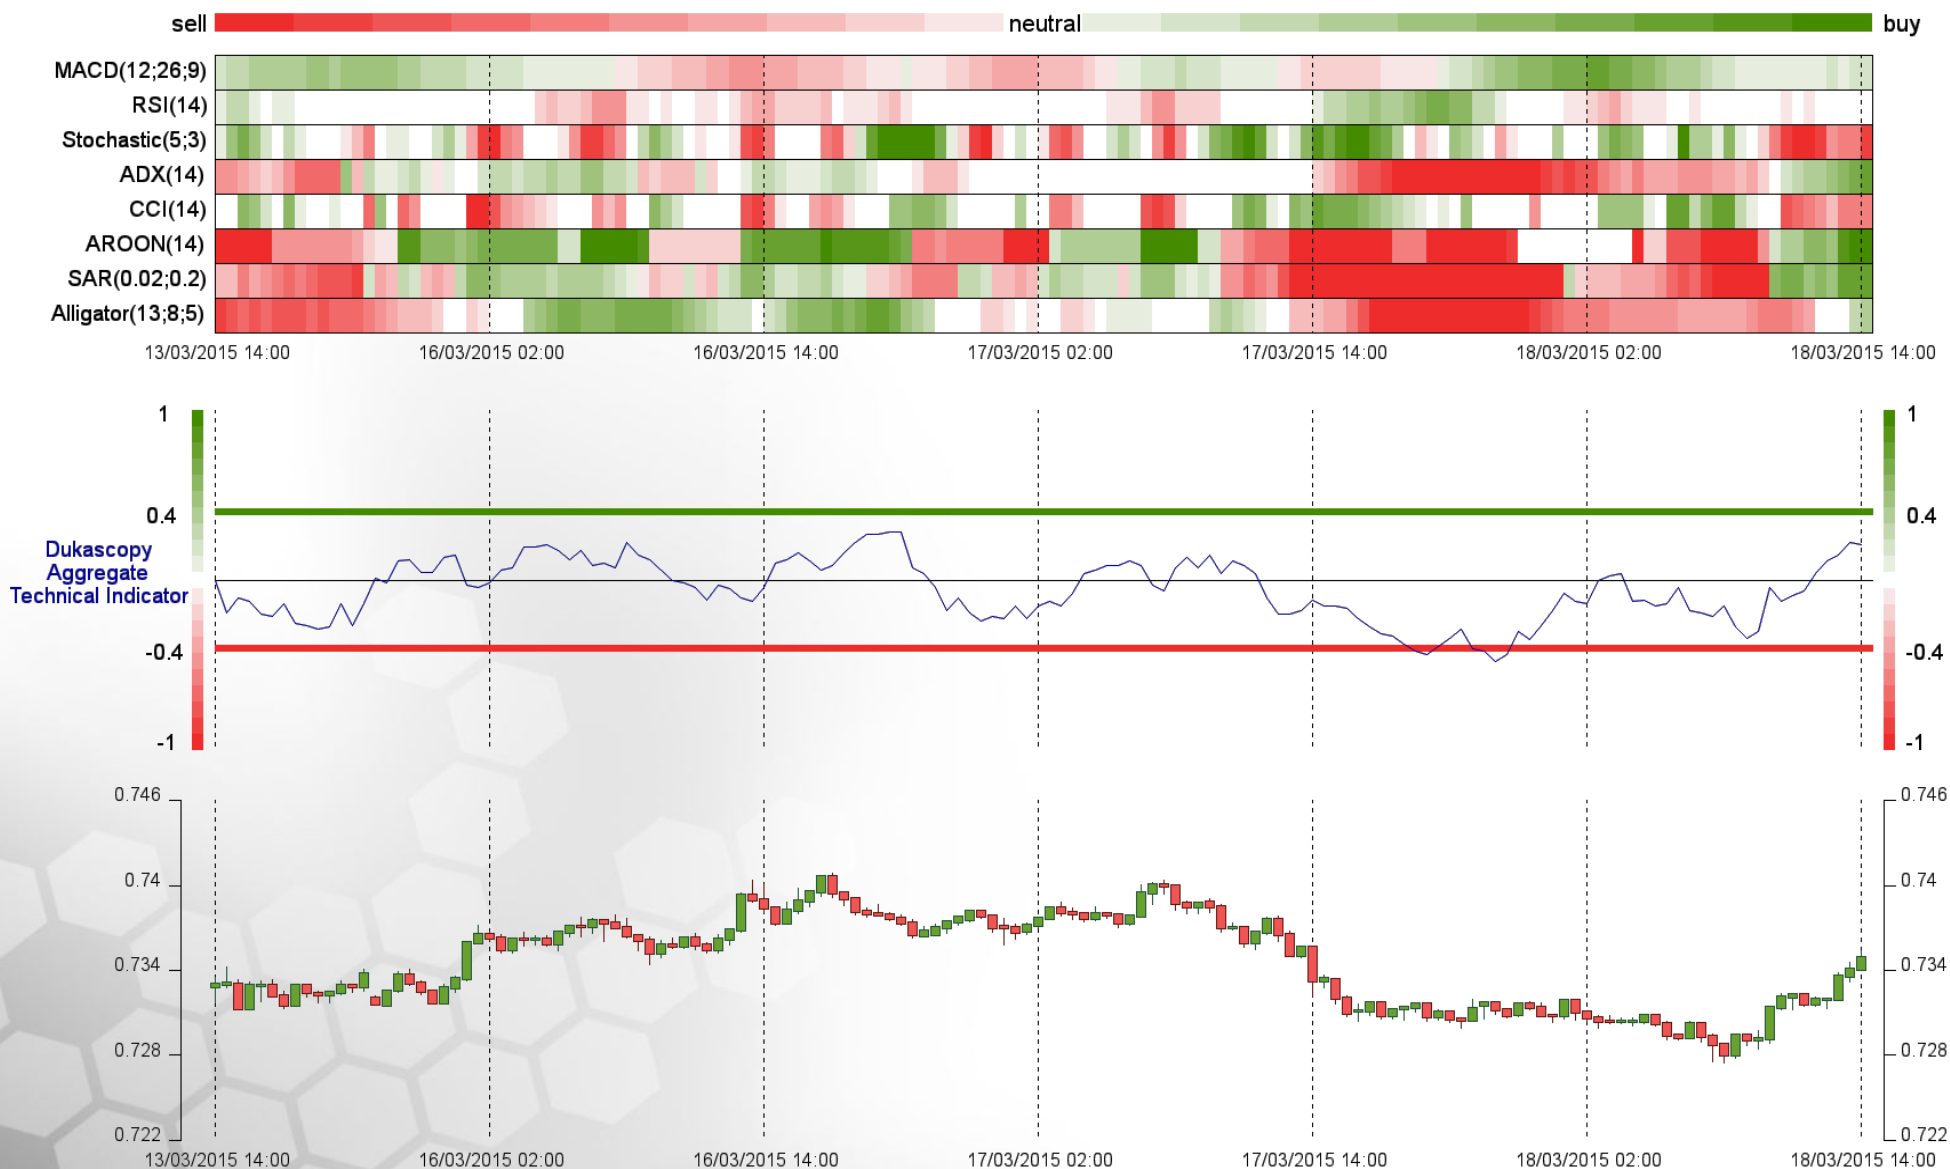 sell neutral buy
MACD(12;26;9)
RSI(14)
Stochastic(5;3)
ADX(14)
CCI(14)
AROON(14)
SAR(0.02;0.2)
Alligator(13;8;5)
13/03/2015 14:00 16/03/2015 02:00 16/03/2015 14:00 17/03/2015 02:00 17/03/2015 14:00 18/03/2015 02:00 18/03/2015 14:00
1 1
0.4 0.4
Dukascopy
Aggregate
Technical Indicator
-0.4 -0.4
-1 -1
0.746 0.746
0.74 0.74
0.734 0.734
0.728 0.728
0.722 0.722
13/03/2015 14:00 16/03/2015 02:00 16/03/2015 14:00 17/03/2015 02:00 17/03/2015 14:00 18/03/2015 02:00 18/03/2015 14:00